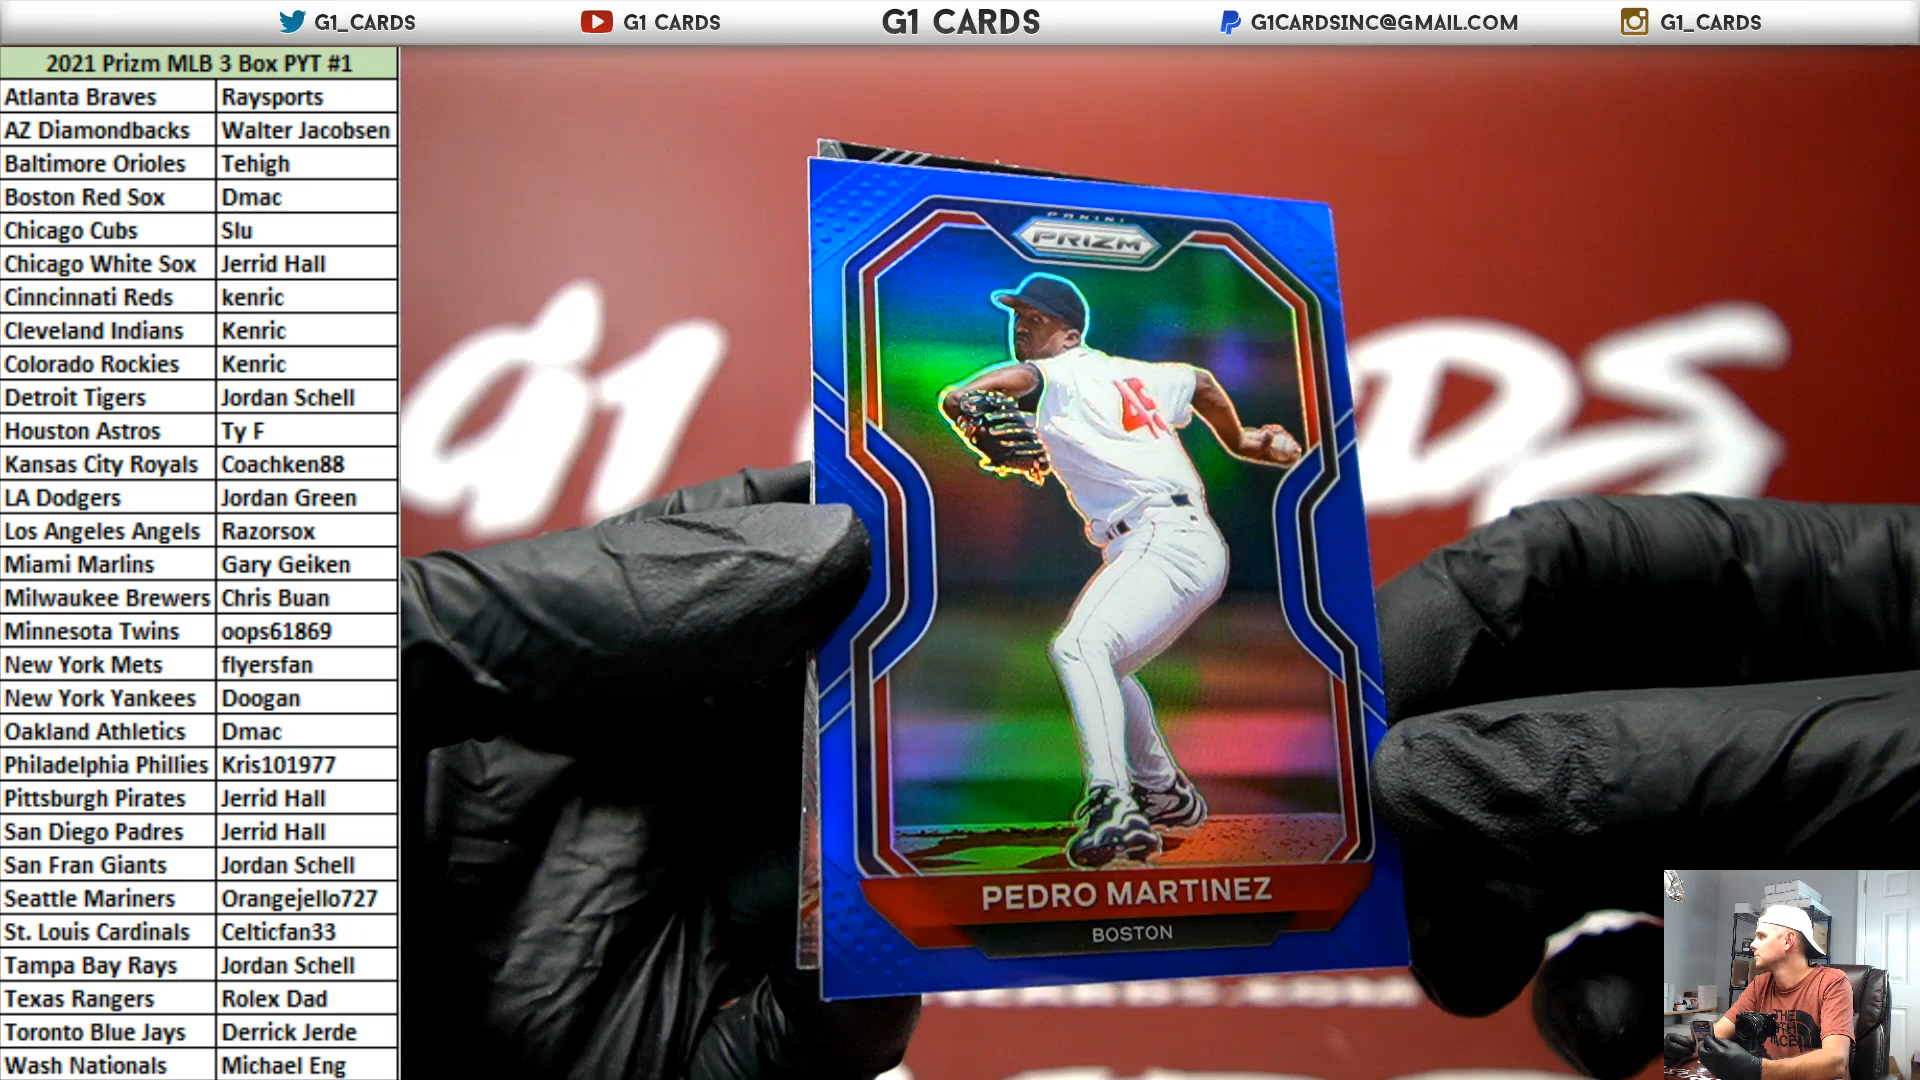 G1_CARDS G1 CARDS G1 CARDS G1CARDSINC@GMAIL.COM G1_CARDS
2021 Prizm MLB 3 Box PYT #1
Atlanta Braves Raysports
AZ Diamondbacks Walter Jacobsen
Baltimore Orioles Tehigh
Boston Red Sox Dmac
Chicago Cubs Slu
Chicago White Sox Jerrid Hall
Cinncinnati Reds kenric
Cleveland Indians Kenric
Colorado Rockies Kenric
Detroit Tigers Jordan Schell
Houston Astros Ty F
Kansas City Royals Coachken88
LA Dodgers Jordan Green
Los Angeles Angels Razorsox
Miami Marlins Gary Geiken
Milwaukee Brewers Chris Buan
Minnesota Twins oops61869
New York Mets flyersfan
New York Yankees Doogan
Oakland Athletics Dmac
Philadelphia Phillies Kris101977
Pittsburgh Pirates Jerrid Hall
San Diego Padres Jerrid Hall
San Fran Giants Jordan Schell
Seattle Mariners Orangejello727
St. Louis Cardinals Celticfan33
Tampa Bay Rays Jordan Schell
Texas Rangers Rolex Dad
Toronto Blue Jays Derrick Jerde
Wash Nationals Michael Eng
PANINI
PRIZM
45
PEDRO MARTINEZ
BOSTON
G1
THE